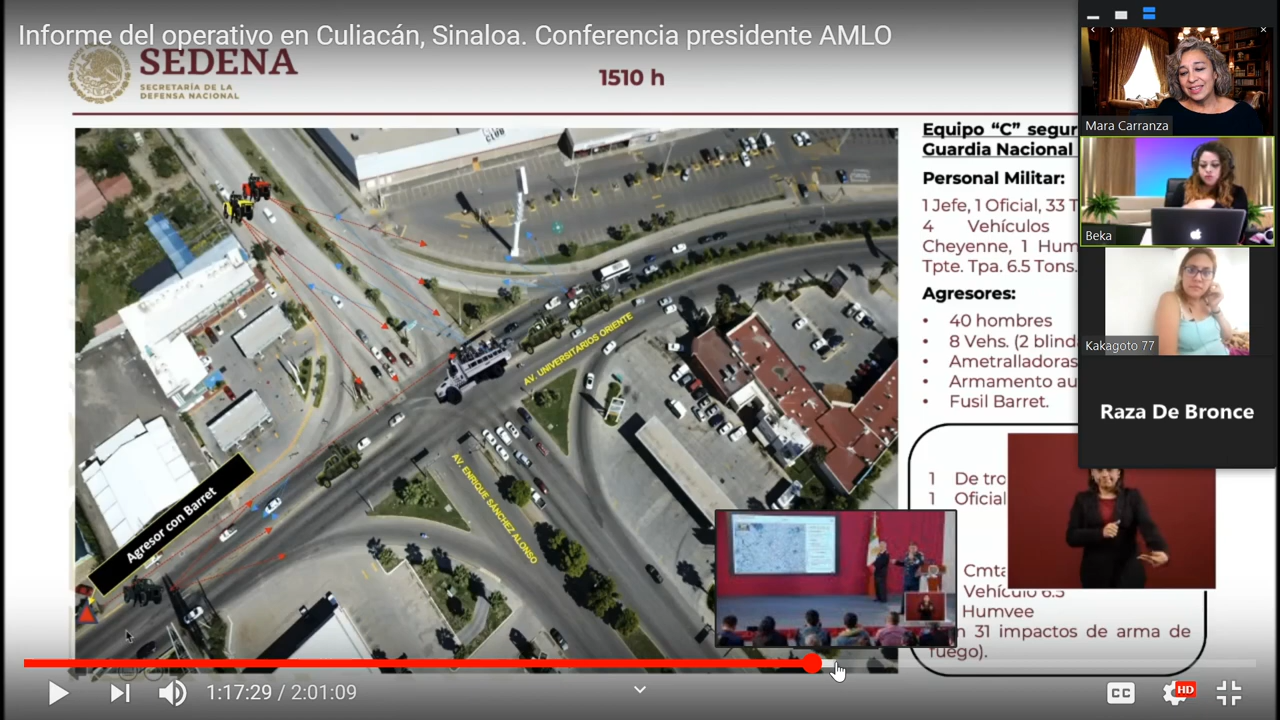 Informe del operativo en Culiacán, Sinaloa. Conferencia presidente AMLO
SEDENA
SECRETARÍA DE LA
DEFENSA NACIONAL
1510 h
CLUB
AV. UNIVERSITARIOS ORIENTE
AV. ENRIQUE SÁNCHEZ ALONSO
Agresor con Barret
Equipo “C” segur
Guardia Nacional
Personal Militar:
1 Jefe, 1 Oficial, 33 T
4 Vehículos
Cheyenne, 1 Hum
Tpte. Tpa. 6.5 Tons.
Agresores:
• 40 hombres
• 8 Vehs. (2 blind
• Ametralladoras
• Armamento au
• Fusil Barret.
1 De tro
1 Oficial
Cmta
Vehículo 6.5
Humvee
31 impactos de arma de
fuego).
Mara Carranza
Beka
Kakagoto 77
Raza De Bronce
1:17:29 / 2:01:09
CC
HD